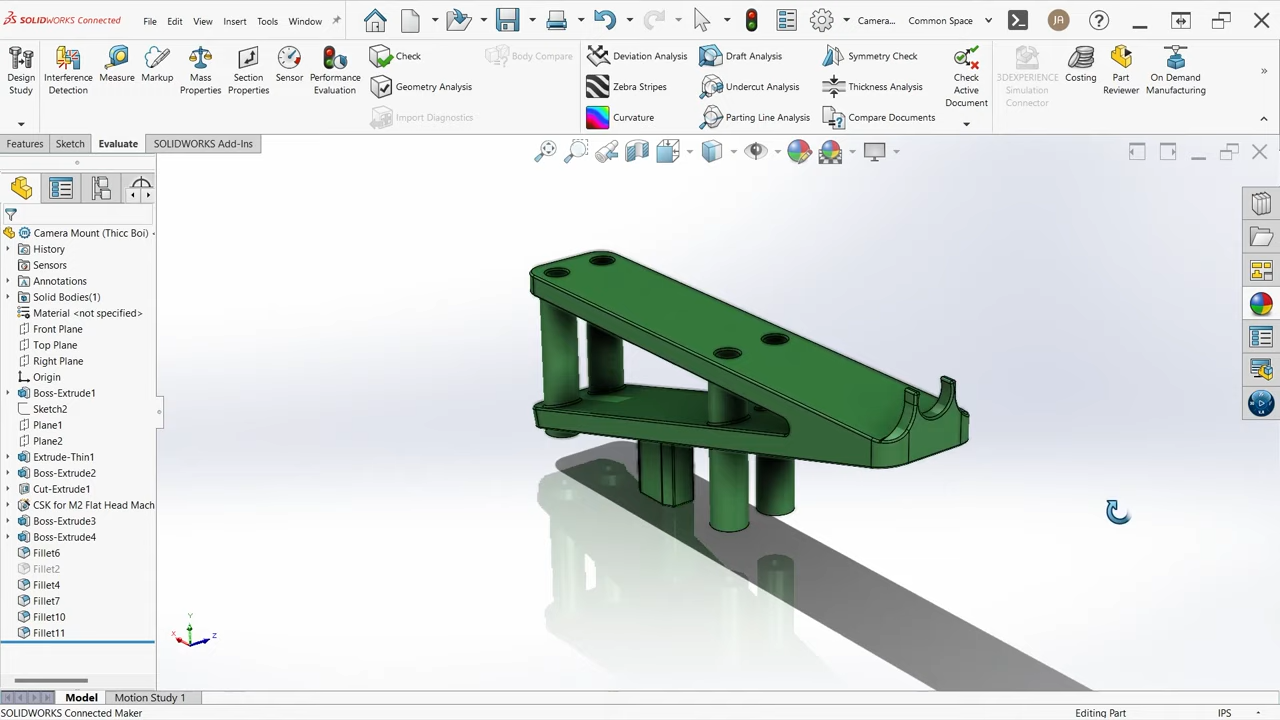 SOLIDWORKS Connected
File Edit View Insert Tools Window
Camera... Common Space
JA
Design Study
Interference Detection
Measure
Markup
Mass Properties
Section Properties
Sensor
Performance Evaluation
Check
Geometry Analysis
Import Diagnostics
Body Compare
Deviation Analysis
Zebra Stripes
Curvature
Draft Analysis
Undercut Analysis
Parting Line Analysis
Symmetry Check
Thickness Analysis
Compare Documents
Check Active Document
3DEXPERIENCE Simulation Connector
Costing
Part Reviewer
On Demand Manufacturing
Features Sketch Evaluate SOLIDWORKS Add-Ins
Camera Mount (Thicc Boi)
History
Sensors
Annotations
Solid Bodies(1)
Material <not specified>
Front Plane
Top Plane
Right Plane
Origin
Boss-Extrude1
Sketch2
Plane1
Plane2
Extrude-Thin1
Boss-Extrude2
Cut-Extrude1
CSK for M2 Flat Head Mach
Boss-Extrude3
Boss-Extrude4
Fillet6
Fillet2
Fillet4
Fillet7
Fillet10
Fillet11
Y
X
Z
Model Motion Study 1
SOLIDWORKS Connected Maker
Editing Part
IPS